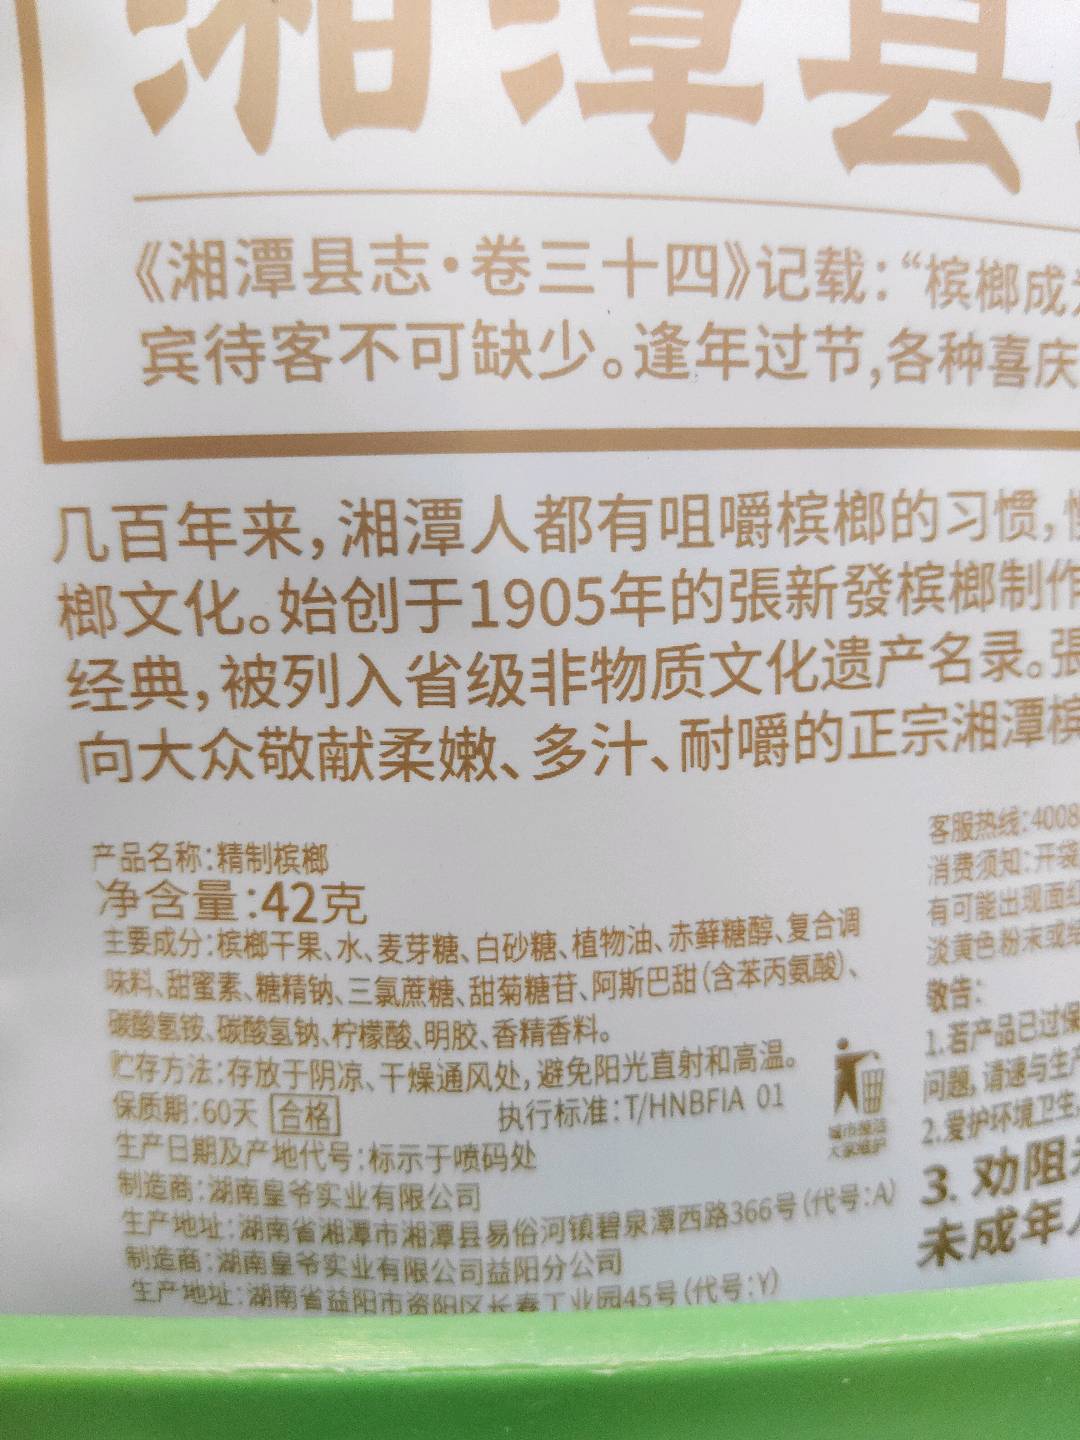 湘潭县
《湘潭县志·卷三十四》记载：“槟榔成
宾待客不可缺少。逢年过节,各种喜庆
几百年来，湘潭人都有咀嚼槟榔的习惯，
榔文化。始创于1905年的張新發槟榔制作
经典，被列入省级非物质文化遗产名录。張
向大众敬献柔嫩、多汁、耐嚼的正宗湘潭槟
产品名称：精制槟榔
净含量：42克
主要成分：槟榔干果、水、麦芽糖、白砂糖、植物油、赤藓糖醇、复合调
味料、甜蜜素、糖精钠、三氯蔗糖、甜菊糖苷、阿斯巴甜（含苯丙氨酸）、
碳酸氢铵、碳酸氢钠、柠檬酸、明胶、香精香料。
贮存方法：存放于阴凉、干燥通风处，避免阳光直射和高温。
保质期：60天 合格 执行标准：T/HNBFIA 01
生产日期及产地代号：标示于喷码处
制造商：湖南皇爷实业有限公司
生产地址：湖南省湘潭市湘潭县易俗河镇碧泉潭西路366号（代号：A）
制造商：湖南皇爷实业有限公司益阳分公司
生产地址：湖南省益阳市资阳区长春工业园45号（代号：Y）
客服热线：4008
消费须知：开袋
有可能出现面红
淡黄色粉末或结
敬告：
1.若产品已过保
问题，请速与生产
2.爱护环境卫生，
3. 劝阻
未成年人